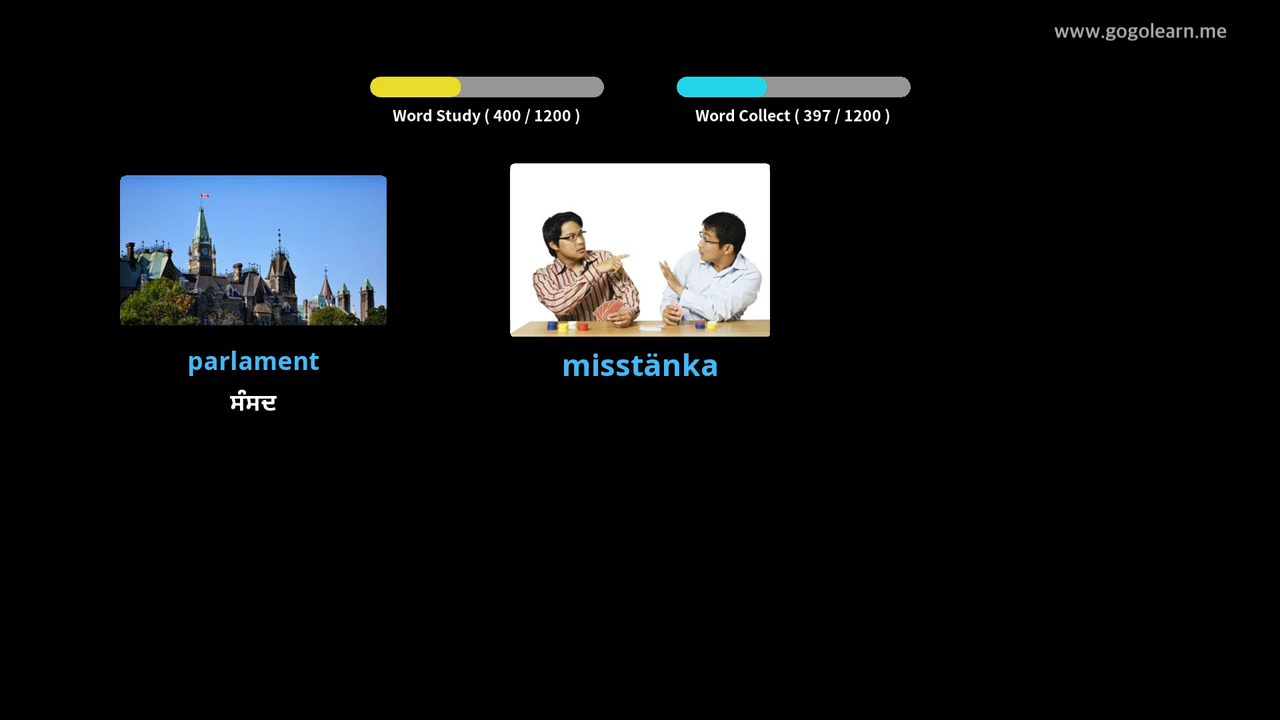 www.gogolearn.me
Word Study ( 400 / 1200 )
Word Collect ( 397 / 1200 )
parlament
ਸੰਸਦ
misstänka